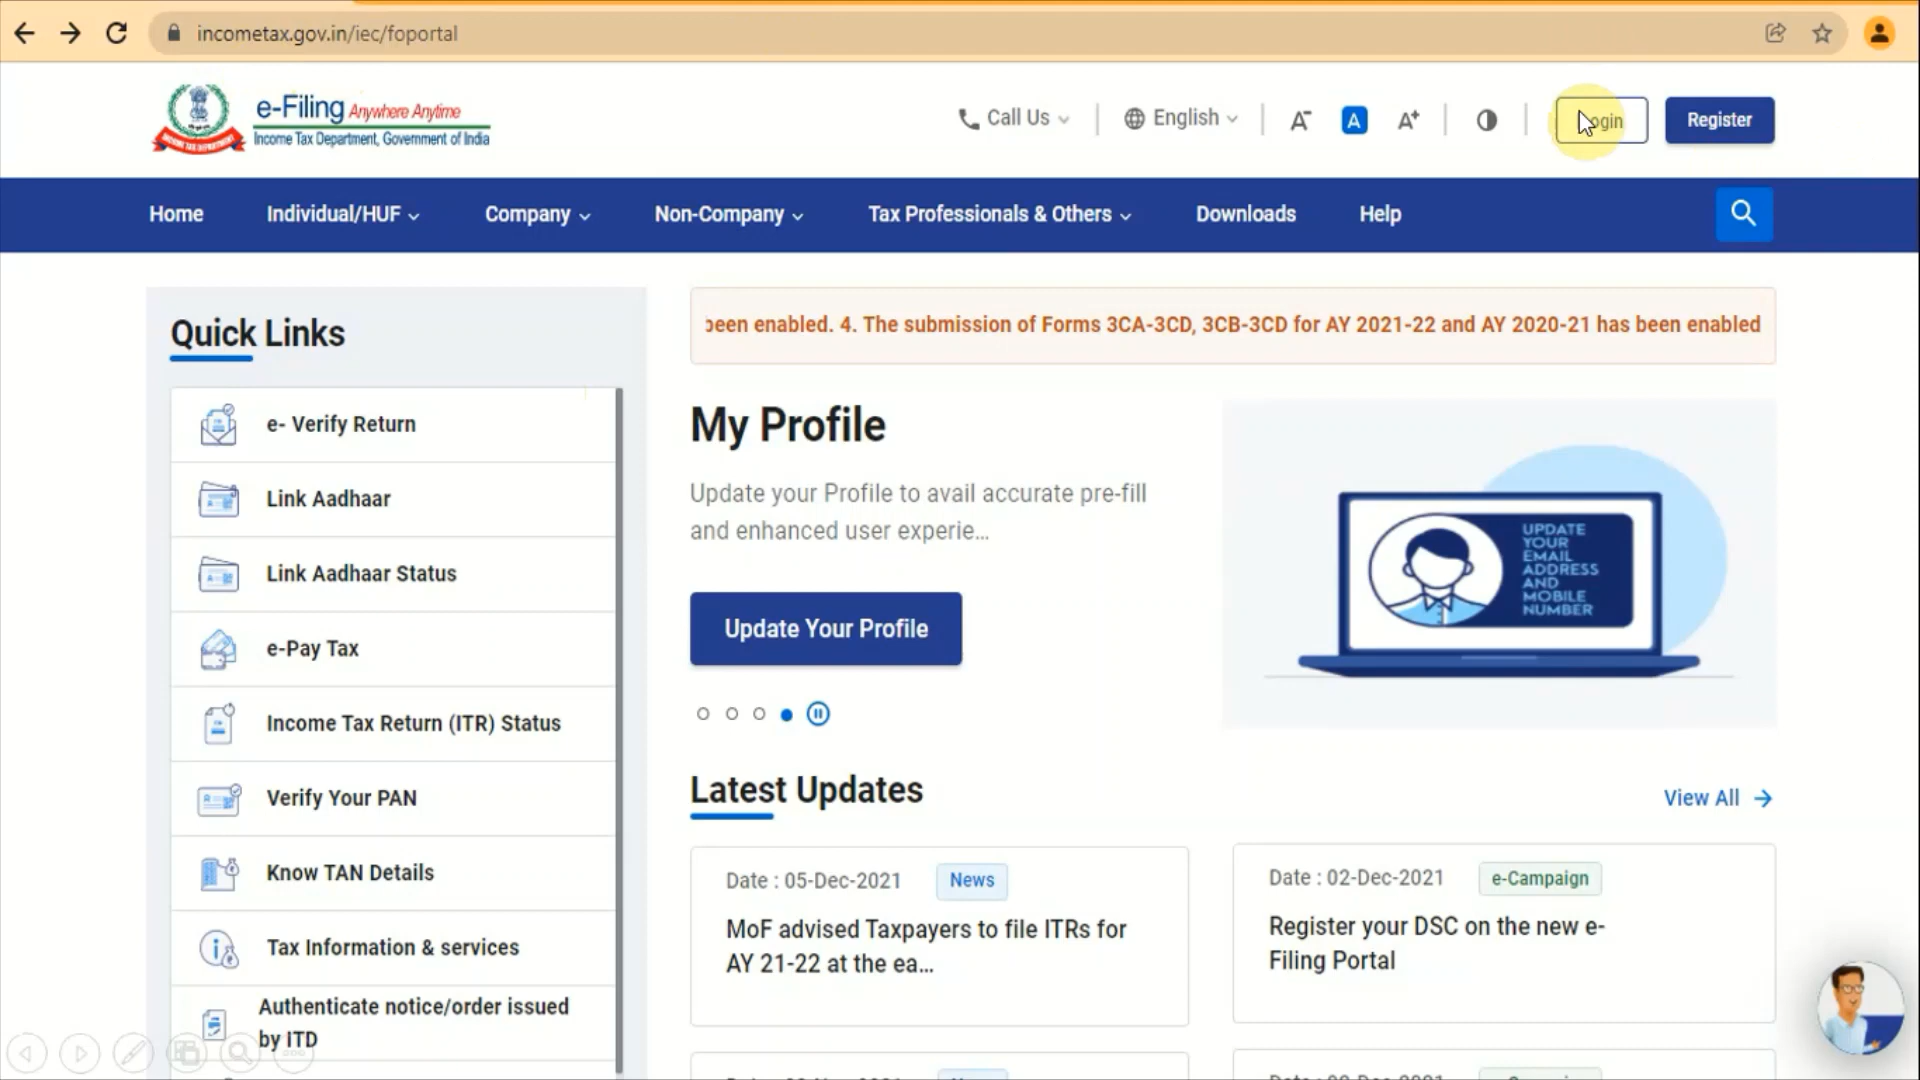 incometax.gov.in/iec/foportal
e-Filing Anywhere Anytime
Income Tax Department, Government of India
INCOME TAX DEPARTMENT
Call Us
English
A-
A
A+
Register
Home
Individual/HUF
Company
Non-Company
Tax Professionals & Others
Downloads
Help
Quick Links
e- Verify Return
Link Aadhaar
Link Aadhaar Status
e-Pay Tax
Income Tax Return (ITR) Status
Verify Your PAN
Know TAN Details
Tax Information & services
Authenticate notice/order issued
by ITD
been enabled. 4. The submission of Forms 3CA-3CD, 3CB-3CD for AY 2021-22 and AY 2020-21 has been enabled
My Profile
Update your Profile to avail accurate pre-fill
and enhanced user experie...
Update Your Profile
UPDATE
YOUR
EMAIL
ADDRESS
AND
MOBILE
NUMBER
Latest Updates
View All
Date : 05-Dec-2021 News
MoF advised Taxpayers to file ITRs for
AY 21-22 at the ea...
Date : 02-Dec-2021 e-Campaign
Register your DSC on the new e-
Filing Portal